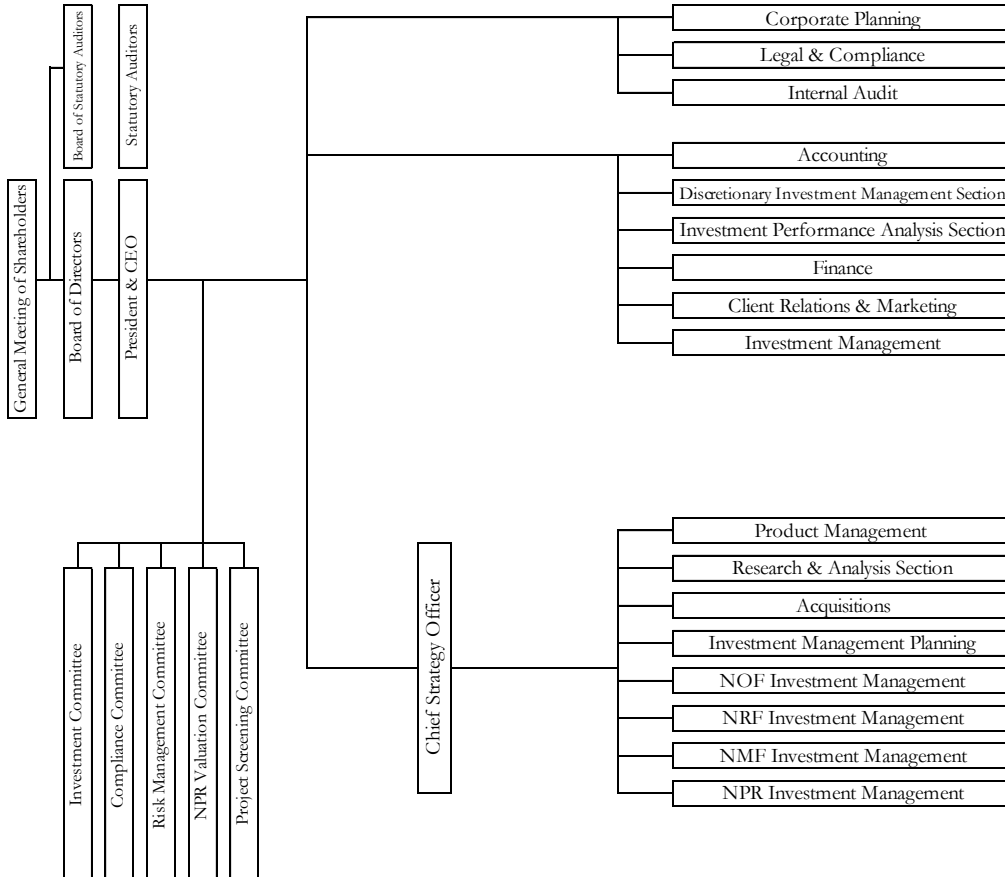 General Meeting of Shareholders
Board of Statutory Auditors
Board of Directors
Statutory Auditors
President & CEO
Investment Committee
Compliance Committee
Risk Management Committee
NPR Valuation Committee
Project Screening Committee
Chief Strategy Officer
Corporate Planning
Legal & Compliance
Internal Audit
Accounting
Discretionary Investment Management Section
Investment Performance Analysis Section
Finance
Client Relations & Marketing
Investment Management
Product Management
Research & Analysis Section
Acquisitions
Investment Management Planning
NOF Investment Management
NRF Investment Management
NMF Investment Management
NPR Investment Management